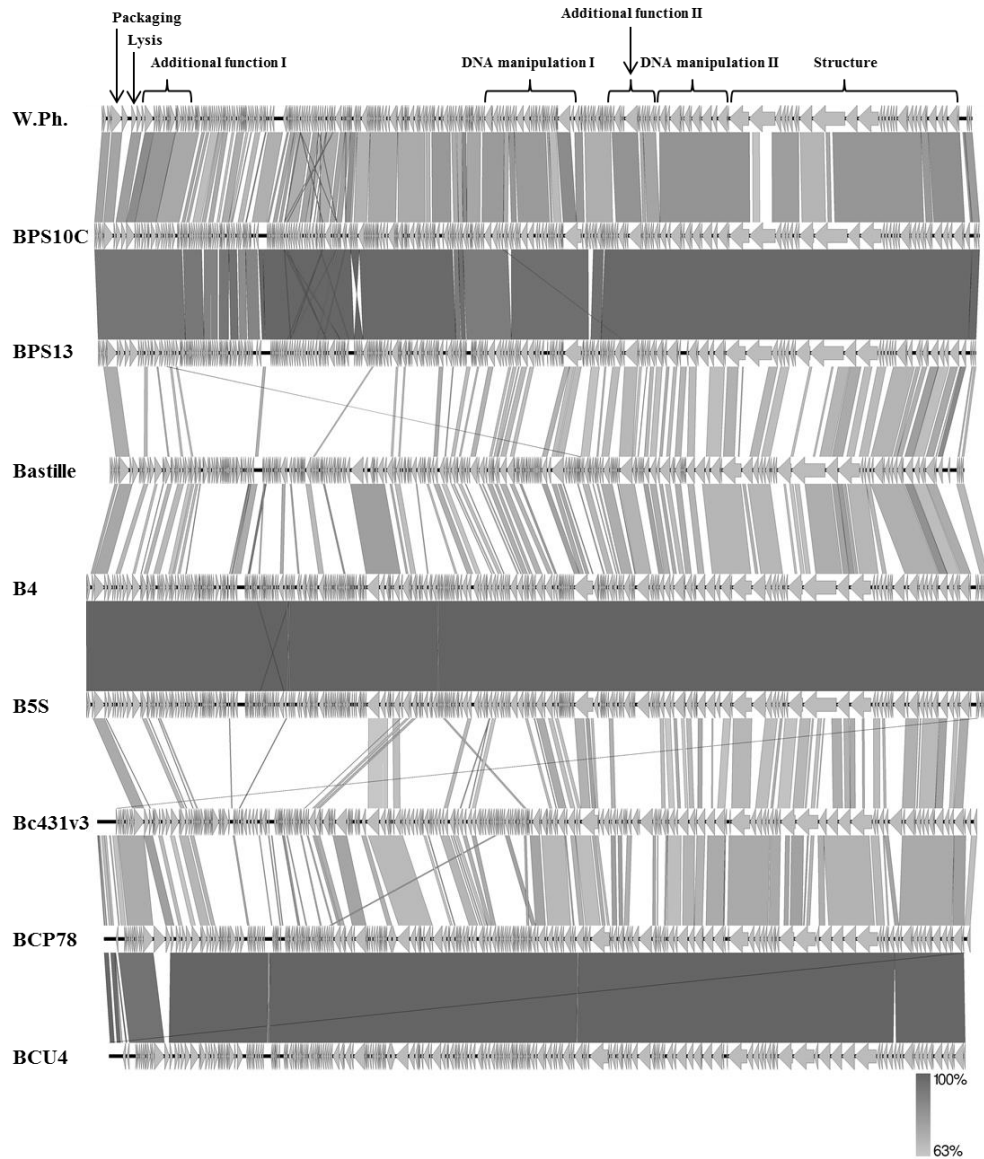 Additional function II
Packaging
Lysis
Additional function I
DNA manipulation I
DNA manipulation II
Structure
W.Ph.
BPS10C
BPS13
Bastille
B4
B5S
Bc431v3
BCP78
BCU4
100%
63%